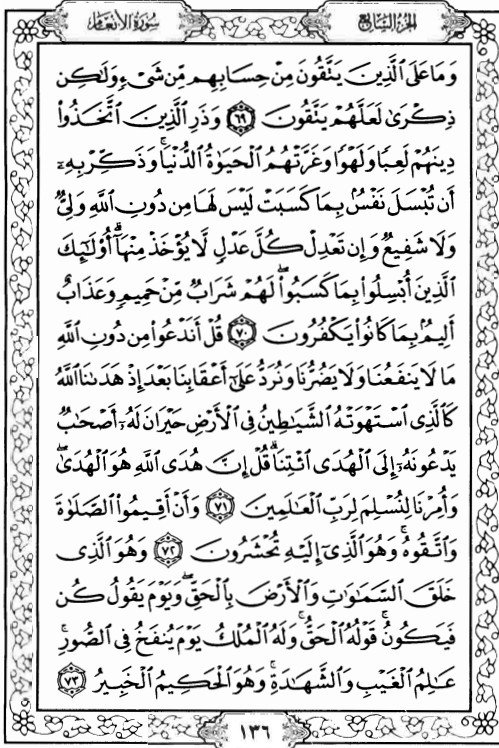 الجزء السابع
سورة الأنعام
وَمَا عَلَى ٱلَّذِينَ يَتَّقُونَ مِنْ حِسَابِهِم مِّن شَىْءٍ وَلَٰكِن
ذِكْرَىٰ لَعَلَّهُمْ يَتَّقُونَ ٦٩ وَذَرِ ٱلَّذِينَ ٱتَّخَذُوا۟
دِينَهُمْ لَعِبًا وَلَهْوًا وَغَرَّتْهُمُ ٱلْحَيَوٰةُ ٱلدُّنْيَا ۚ وَذَكِّرْ بِهِۦٓ
أَن تُبْسَلَ نَفْسٌۢ بِمَا كَسَبَتْ لَيْسَ لَهَا مِن دُونِ ٱللَّهِ وَلِىٌّ
وَلَا شَفِيعٌ وَإِن تَعْدِلْ كُلَّ عَدْلٍ لَّا يُؤْخَذْ مِنْهَآ ۗ أُو۟لَٰٓئِكَ
ٱلَّذِينَ أُبْسِلُوا۟ بِمَا كَسَبُوا۟ ۖ لَهُمْ شَرَابٌ مِّنْ حَمِيمٍ وَعَذَابٌ
أَلِيمٌۢ بِمَا كَانُوا۟ يَكْفُرُونَ ٧٠ قُلْ أَنَدْعُوا۟ مِن دُونِ ٱللَّهِ
مَا لَا يَنفَعُنَا وَلَا يَضُرُّنَا وَنُرَدُّ عَلَىٰٓ أَعْقَابِنَا بَعْدَ إِذْ هَدَىٰنَا ٱللَّهُ
كَٱلَّذِى ٱسْتَهْوَتْهُ ٱلشَّيَٰطِينُ فِى ٱلْأَرْضِ حَيْرَانَ لَهُۥٓ أَصْحَٰبٌ
يَدْعُونَهُۥٓ إِلَى ٱلْهُدَى ٱئْتِنَا ۗ قُلْ إِنَّ هُدَى ٱللَّهِ هُوَ ٱلْهُدَىٰ ۖ
وَأُمِرْنَا لِنُسْلِمَ لِرَبِّ ٱلْعَٰلَمِينَ ٧١ وَأَنْ أَقِيمُوا۟ ٱلصَّلَوٰةَ
وَٱتَّقُوهُ ۚ وَهُوَ ٱلَّذِىٓ إِلَيْهِ تُحْشَرُونَ ٧٢ وَهُوَ ٱلَّذِى
خَلَقَ ٱلسَّمَٰوَٰتِ وَٱلْأَرْضَ بِٱلْحَقِّ ۖ وَيَوْمَ يَقُولُ كُن
فَيَكُونُ ۚ قَوْلُهُ ٱلْحَقُّ ۚ وَلَهُ ٱلْمُلْكُ يَوْمَ يُنفَخُ فِى ٱلصُّورِ ۚ
عَٰلِمُ ٱلْغَيْبِ وَٱلشَّهَٰدَةِ ۚ وَهُوَ ٱلْحَكِيمُ ٱلْخَبِيرُ ٧٣
١٣٦